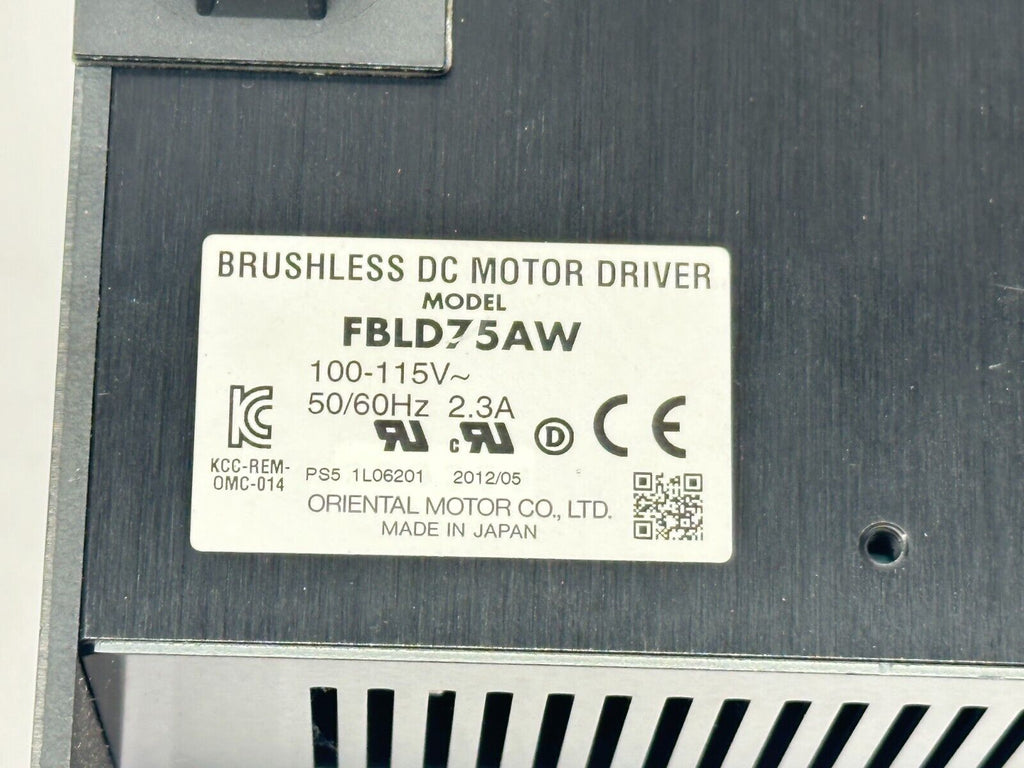 BRUSHLESS DC MOTOR DRIVER
MODEL
FBLD75AW
100-115V~
50/60Hz 2.3A
KCC-REM-
OMC-014
c
D
CE
PS5 1L06201 2012/05
ORIENTAL MOTOR CO., LTD.
MADE IN JAPAN